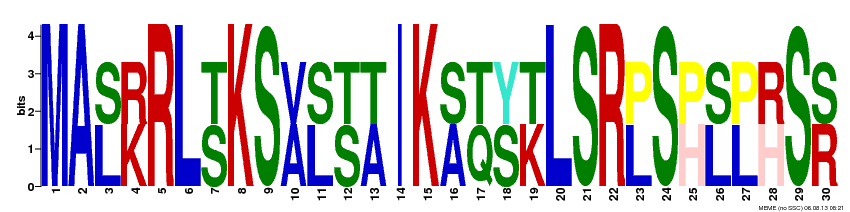 bits
4
3
2
1
0
MASRRLTKSVSTTIKSTYTLSRPSPSPRSS
LKSALSAAQSKLHLLHR
1 2 3 4 5 6 7 8 9 10 11 12 13 14 15 16 17 18 19 20 21 22 23 24 25 26 27 28 29 30
MEME (no SSC) 06.08.13 06:21